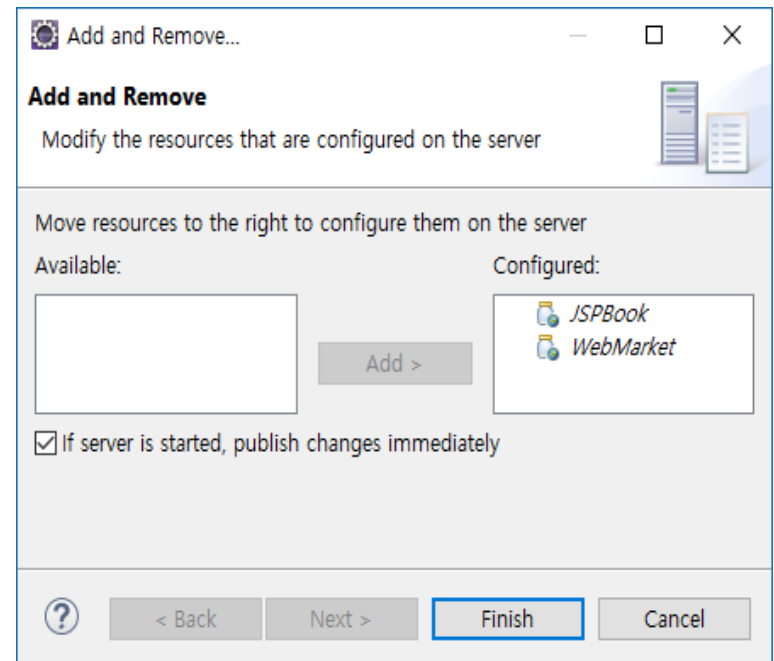 Add and Remove...
Add and Remove
Modify the resources that are configured on the server
Move resources to the right to configure them on the server
Available:
Configured:
JSPBook
WebMarket
Add >
If server is started, publish changes immediately
?
< Back
Next >
Finish
Cancel